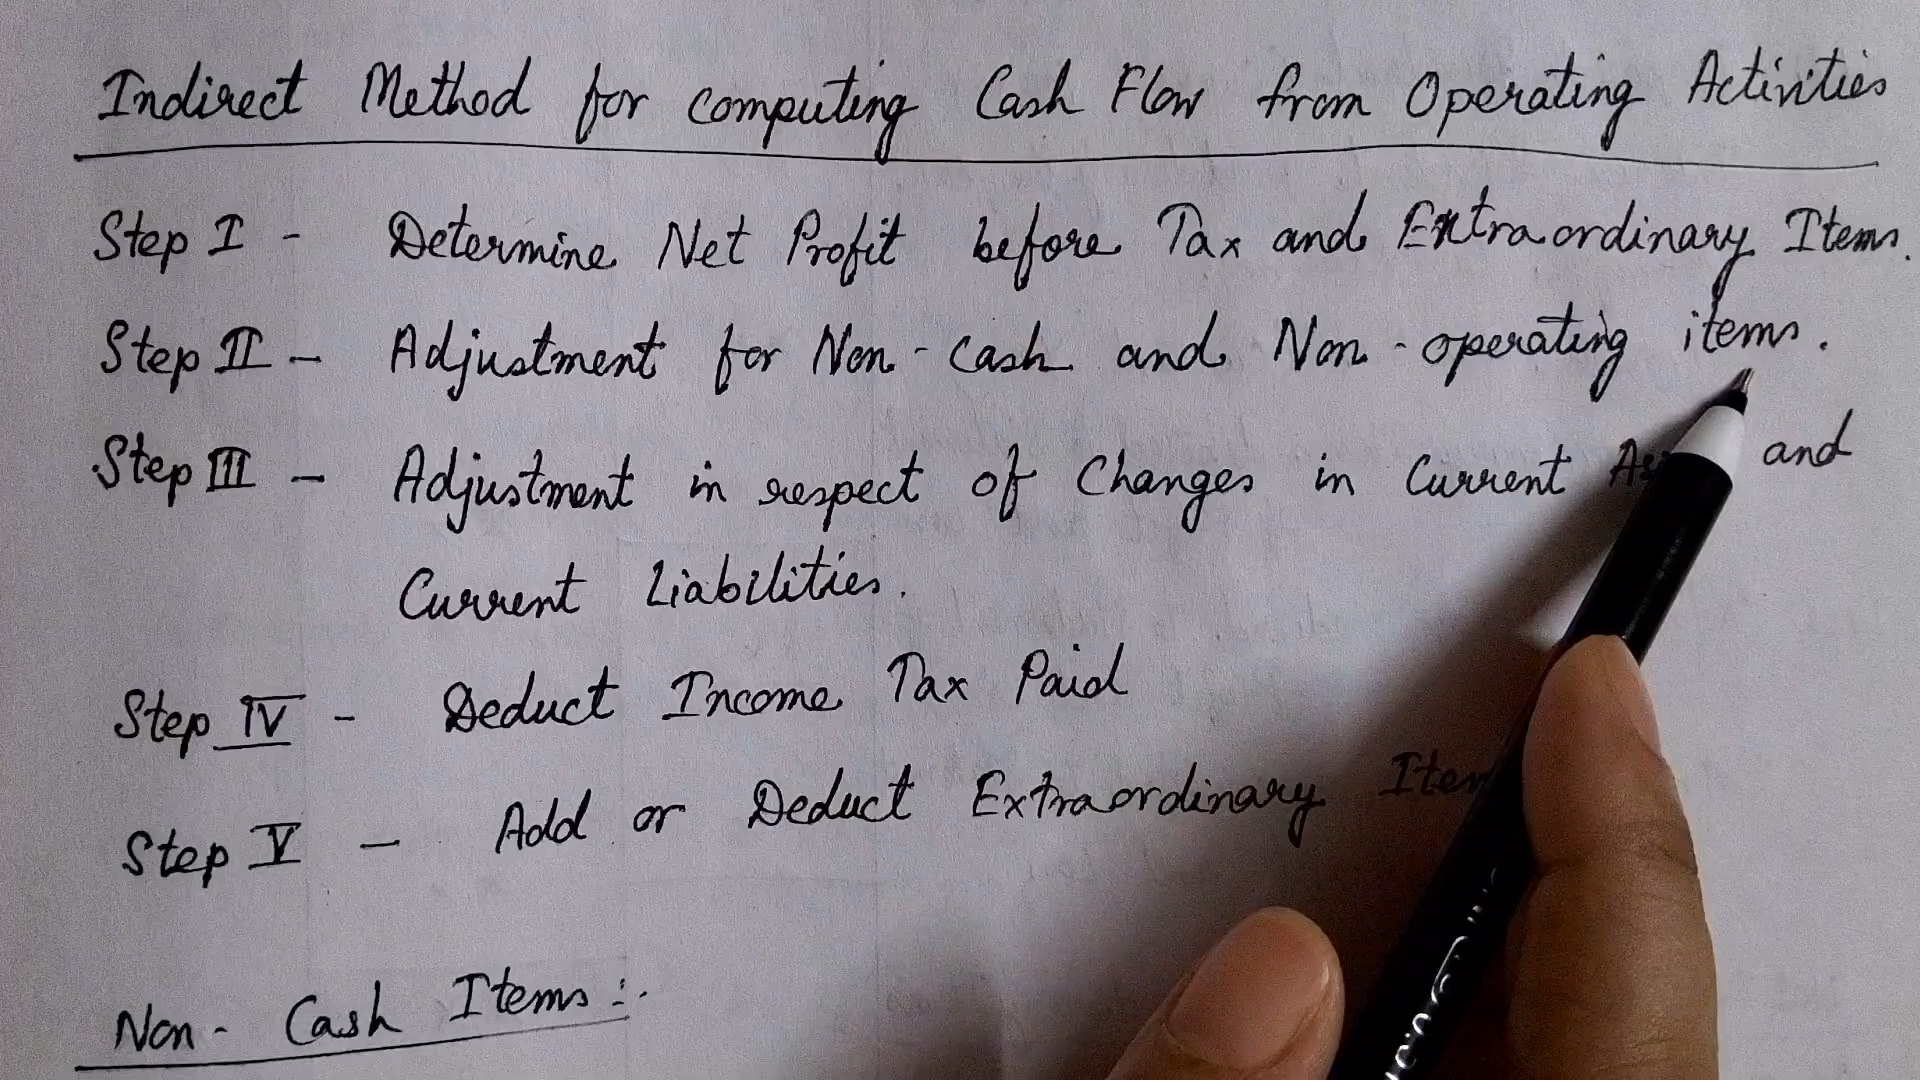 Indirect Method for computing Cash Flow from Operating Activities
Step I - Determine Net Profit before Tax and Extraordinary Items.
Step II - Adjustment for Non-cash and Non-operating items.
Step III - Adjustment in respect of Changes in Current and
Current Liabilities.
Step IV - Deduct Income Tax Paid
Step V - Add or Deduct Extraordinary
Non-Cash Items :-